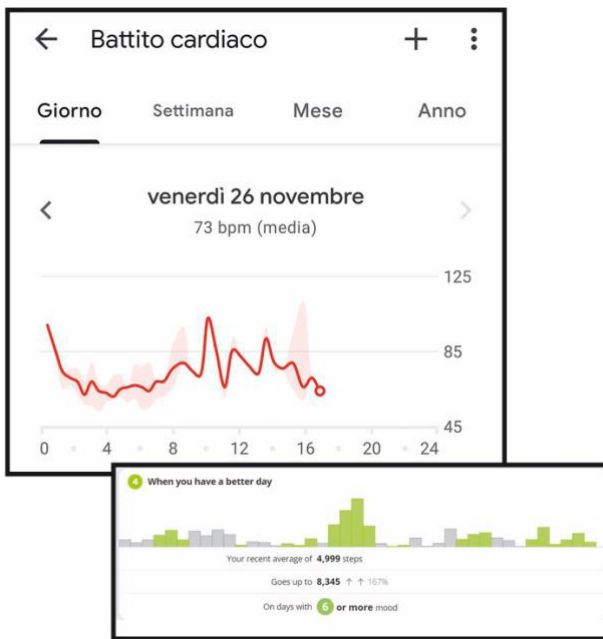 ← Battito cardiaco + ⋮
Giorno Settimana Mese Anno
< venerdì 26 novembre >
73 bpm (media)
125
85
45
0 4 8 12 16 20 24
4 When you have a better day
Your recent average of 4,999 steps
Goes up to 8,345 ↑ ↑ 167%
On days with 6 or more mood